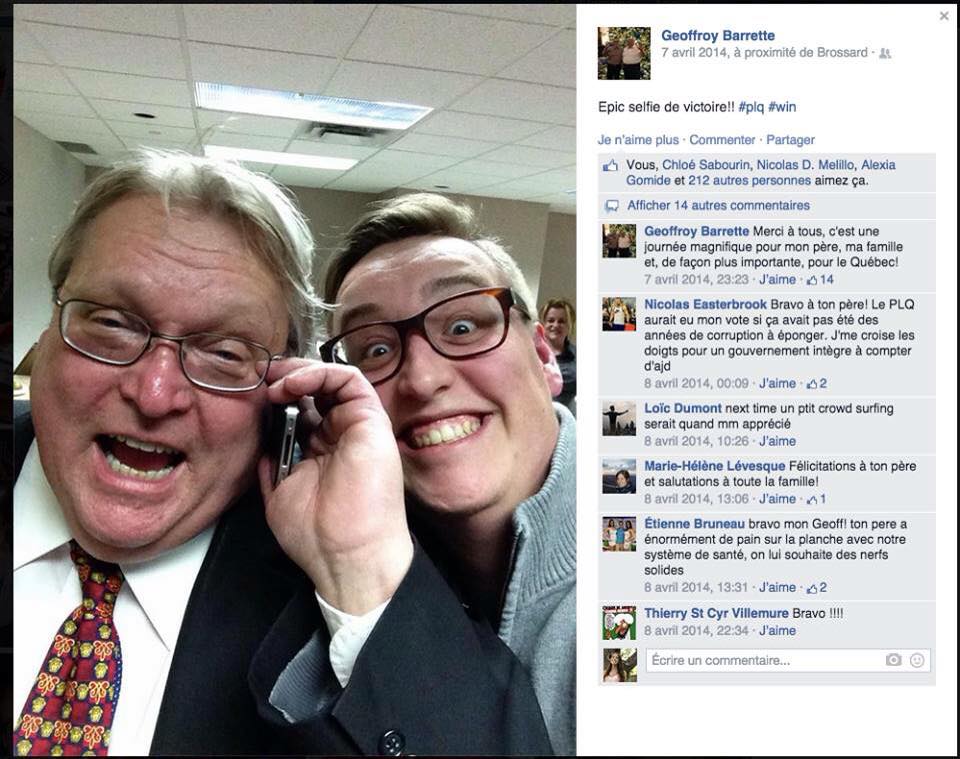 Geoffroy Barrette
7 avril 2014, à proximité de Brossard ·
Epic selfie de victoire!! #plq #win
Je n'aime plus · Commenter · Partager
Vous, Chloé Sabourin, Nicolas D. Melillo, Alexia
Gomide et 212 autres personnes aimez ça.
Afficher 14 autres commentaires
Geoffroy Barrette Merci à tous, c'est une
journée magnifique pour mon père, ma famille
et, de façon plus importante, pour le Québec!
7 avril 2014, 23:23 · J'aime · 14
Nicolas Easterbrook Bravo à ton père! Le PLQ
aurait eu mon vote si ça avait pas été des
années de corruption à éponger. J'me croise les
doigts pour un gouvernement intègre à compter
d'ajd
8 avril 2014, 00:09 · J'aime · 2
Loïc Dumont next time un ptit crowd surfing
serait quand mm apprécié
8 avril 2014, 10:26 · J'aime
Marie-Hélène Lévesque Félicitations à ton père
et salutations à toute la famille!
8 avril 2014, 13:06 · J'aime · 1
Étienne Bruneau bravo mon Geoff! ton pere a
énormément de pain sur la planche avec notre
système de santé, on lui souhaite des nerfs
solides
8 avril 2014, 13:31 · J'aime · 2
Thierry St Cyr Villemure Bravo !!!!
8 avril 2014, 22:34 · J'aime
Écrire un commentaire...